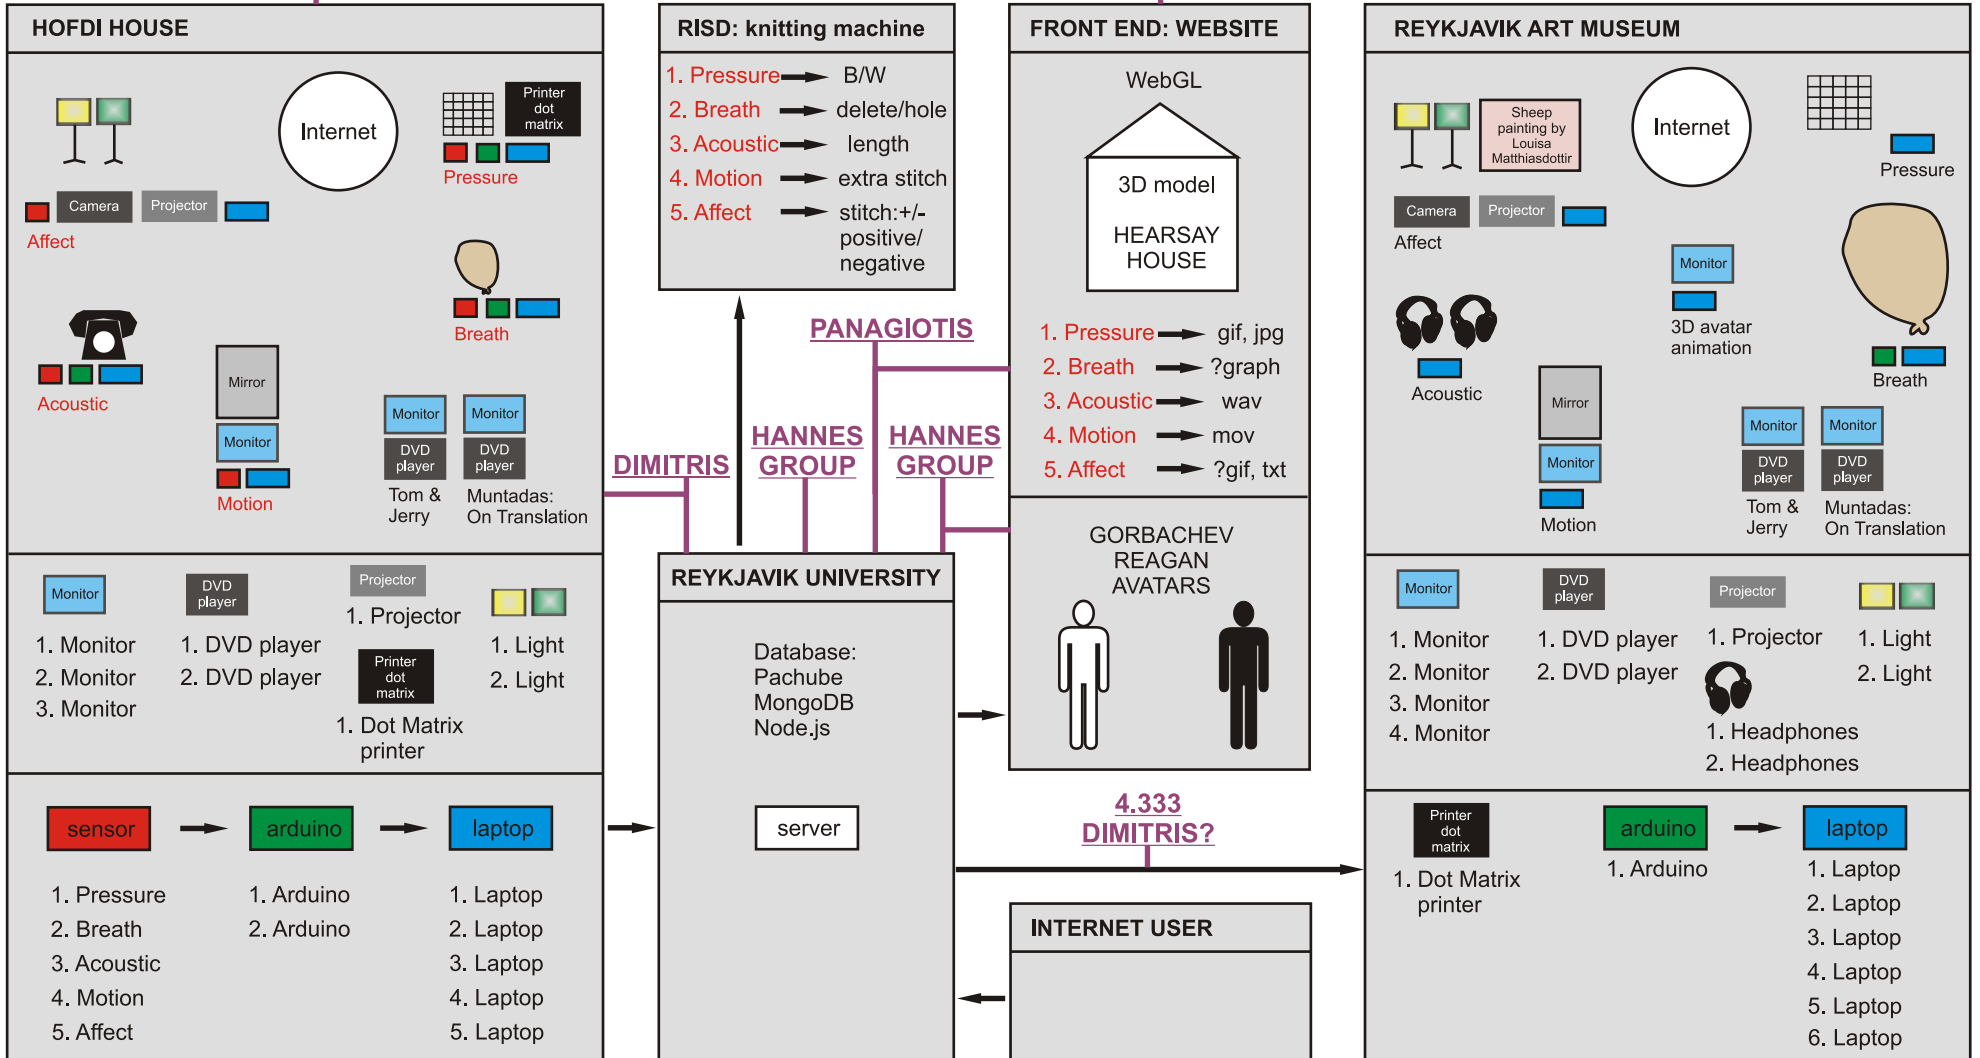 HOFDI HOUSE
Internet
Printer
dot
matrix
Pressure
Camera
Projector
Affect
Breath
Acoustic
Mirror
Monitor
Motion
Monitor
DVD
player
Tom &
Jerry
Monitor
DVD
player
Muntadas:
On Translation
Monitor
1. Monitor
2. Monitor
3. Monitor
DVD
player
1. DVD player
2. DVD player
Projector
1. Projector
Printer
dot
matrix
1. Dot Matrix
printer
1. Light
2. Light
sensor
arduino
laptop
1. Pressure
2. Breath
3. Acoustic
4. Motion
5. Affect
1. Arduino
2. Arduino
1. Laptop
2. Laptop
3. Laptop
4. Laptop
5. Laptop
RISD: knitting machine
1. Pressure B/W
2. Breath delete/hole
3. Acoustic length
4. Motion extra stitch
5. Affect stitch:+/-
positive/
negative
PANAGIOTIS
DIMITRIS
HANNES
GROUP
HANNES
GROUP
REYKJAVIK UNIVERSITY
Database:
Pachube
MongoDB
Node.js
server
FRONT END: WEBSITE
WebGL
3D model
HEARSAY
HOUSE
1. Pressure gif, jpg
2. Breath ?graph
3. Acoustic wav
4. Motion mov
5. Affect ?gif, txt
GORBACHEV
REAGAN
AVATARS
4.333
DIMITRIS?
INTERNET USER
REYKJAVIK ART MUSEUM
Sheep
painting by
Louisa
Matthiasdottir
Internet
Pressure
Camera
Projector
Affect
Monitor
3D avatar
animation
Breath
Acoustic
Mirror
Monitor
Motion
Monitor
DVD
player
Tom &
Jerry
Monitor
DVD
player
Muntadas:
On Translation
Monitor
1. Monitor
2. Monitor
3. Monitor
4. Monitor
DVD
player
1. DVD player
2. DVD player
Projector
1. Projector
1. Headphones
2. Headphones
1. Light
2. Light
Printer
dot
matrix
1. Dot Matrix
printer
arduino
1. Arduino
laptop
1. Laptop
2. Laptop
3. Laptop
4. Laptop
5. Laptop
6. Laptop